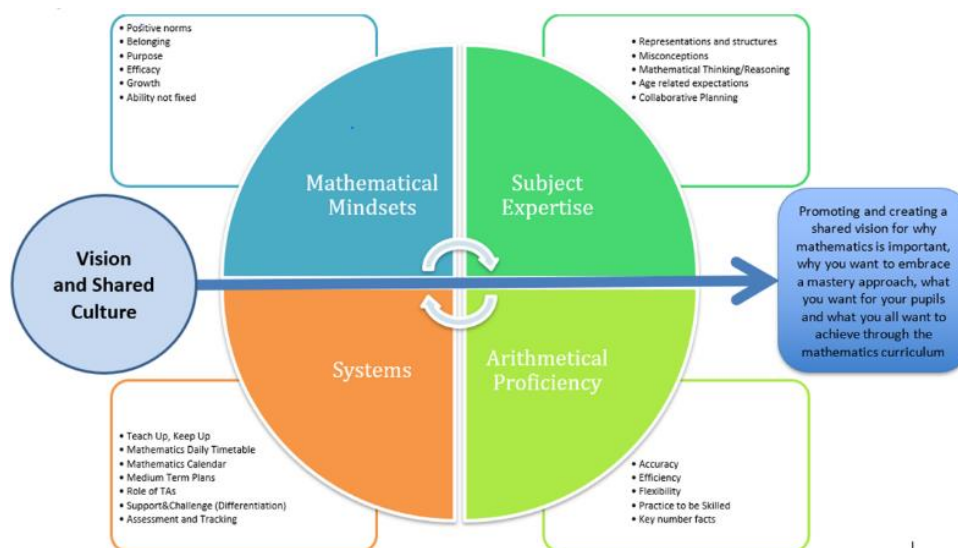 • Positive norms
• Belonging
• Purpose
• Efficacy
• Growth
• Ability not fixed
• Representations and structures
• Misconceptions
• Mathematical Thinking/Reasoning
• Age related expectations
• Collaborative Planning
Mathematical
Mindsets
Subject
Expertise
Vision
and Shared
Culture
Promoting and creating a
shared vision for why
mathematics is important,
why you want to embrace
a mastery approach, what
you want for your pupils
and what you all want to
achieve through the
mathematics curriculum
Systems
Arithmetical
Proficiency
• Teach Up, Keep Up
• Mathematics Daily Timetable
• Mathematics Calendar
• Medium Term Plans
• Role of TAs
• Support&Challenge (Differentiation)
• Assessment and Tracking
• Accuracy
• Efficiency
• Flexibility
• Practice to be Skilled
• Key number facts